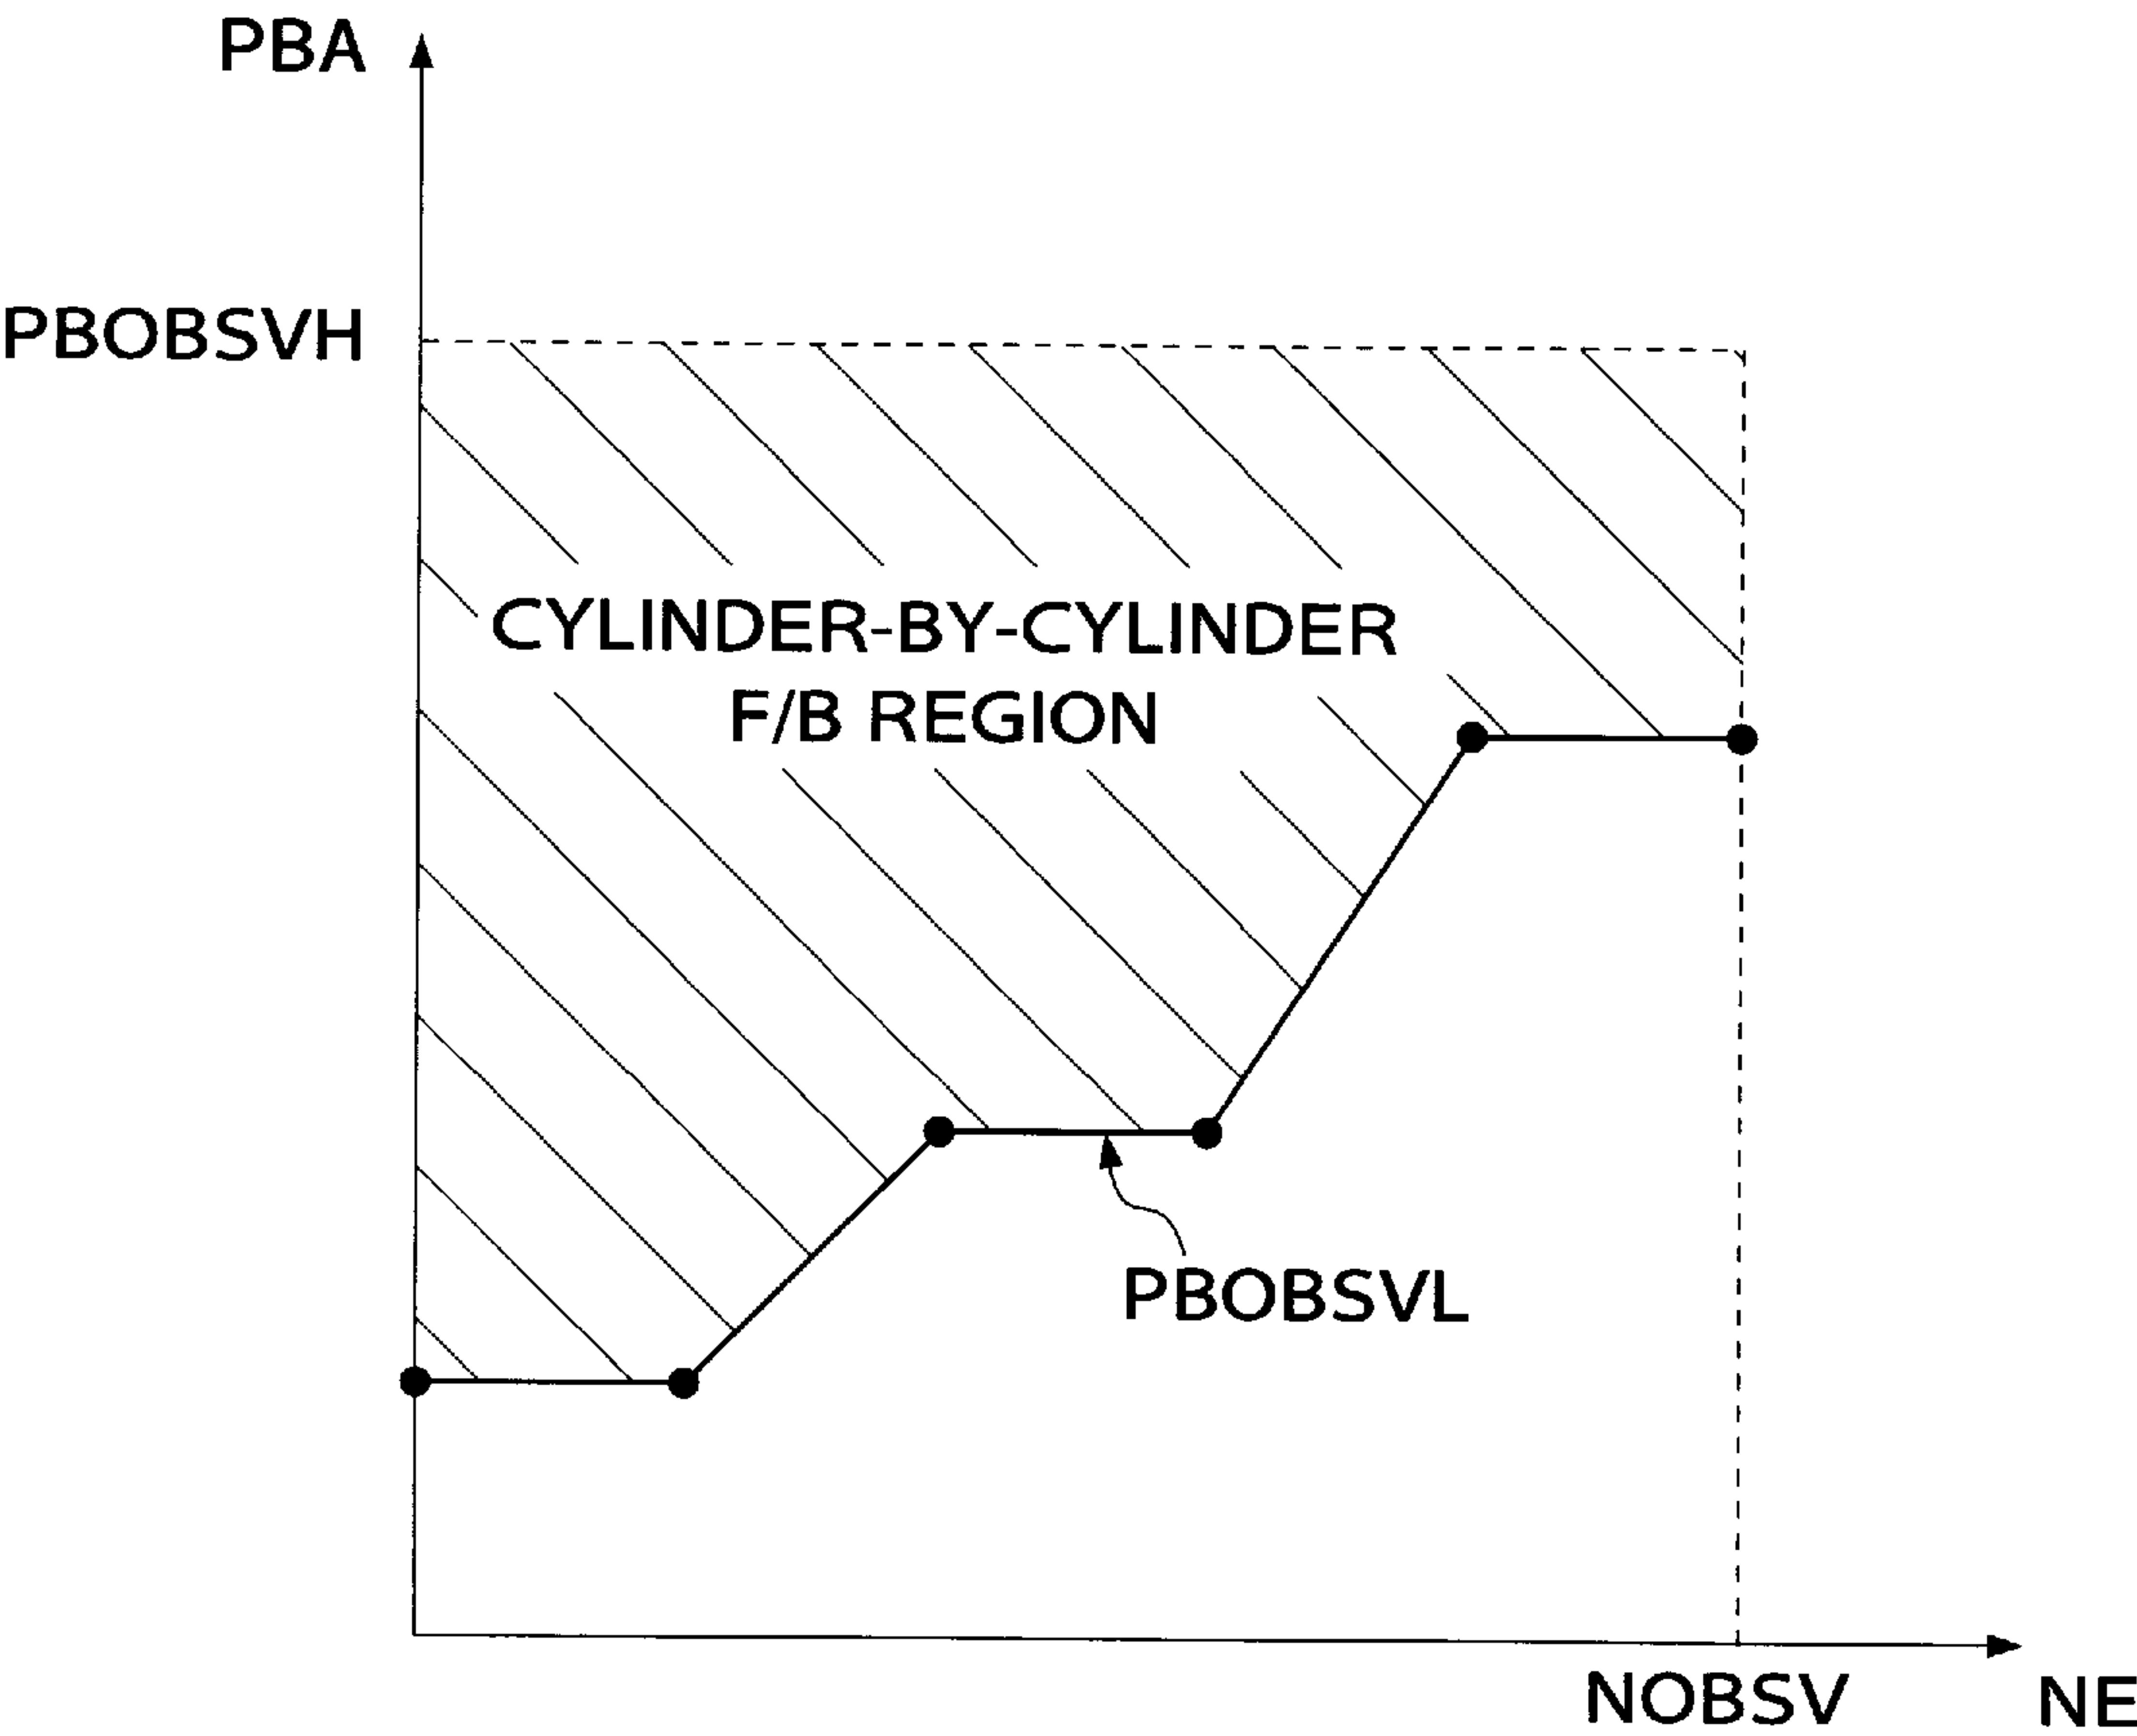 PBA
PBOBSVH
CYLINDER-BY-CYLINDER
F/B REGION
PBOBSVL
NOBSV
NE